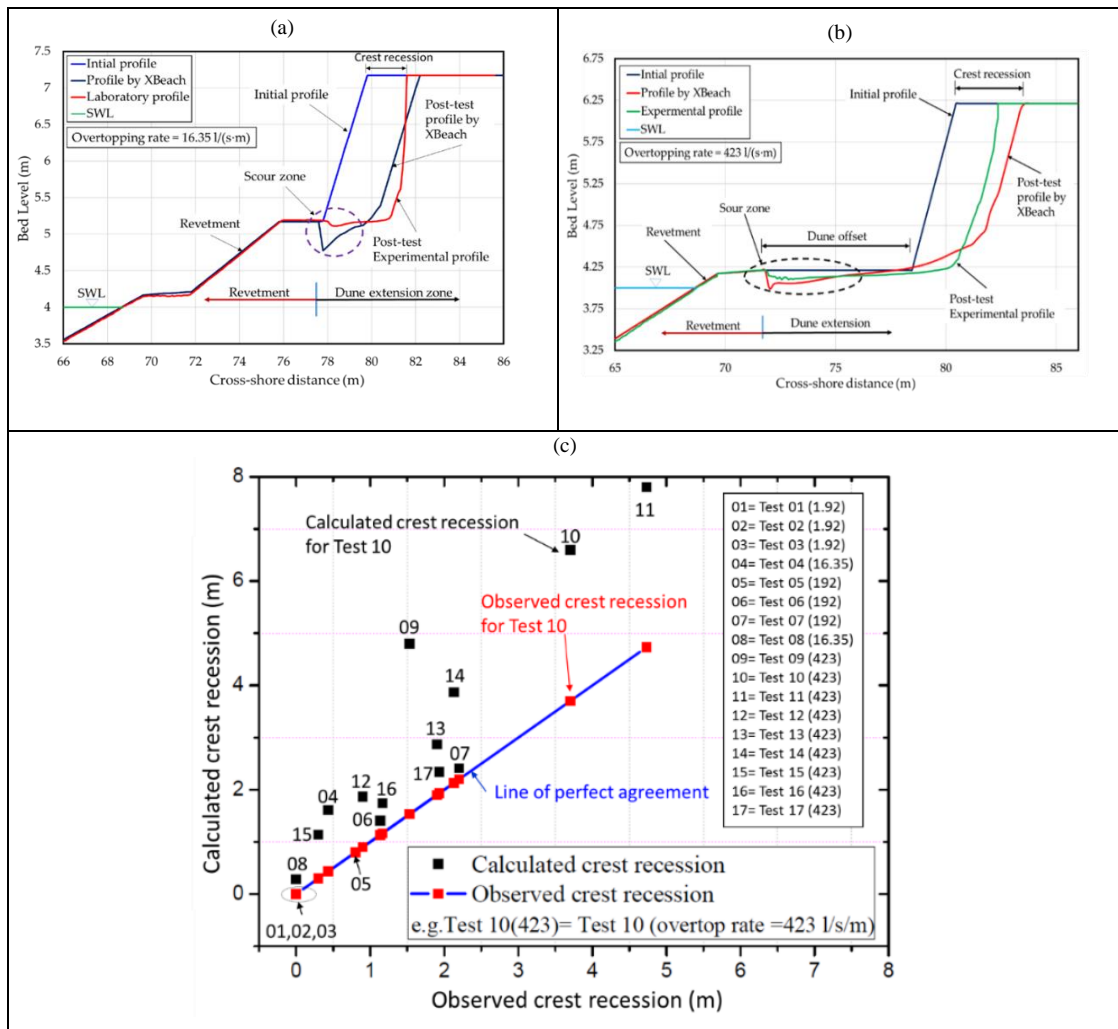 (a)
7.5
7
6.5
6
5.5
5
4.5
4
3.5
Bed Level (m)
Intial profile
Profile by XBeach
Laboratory profile
SWL
Overtopping rate = 16.35 l/(s·m)
Crest recession
Initial profile
Post-test
profile by
XBeach
Scour zone
Revetment
Post-test
Experimental profile
SWL
Revetment
Dune extension zone
66 68 70 72 74 76 78 80 82 84 86
Cross-shore distance (m)
(b)
6.75
6.25
5.75
5.25
4.75
4.25
3.75
3.25
Bed Level (m)
Intial profile
Profile by XBeach
Expermental profile
SWL
Overtopping rate = 423 l/(s·m)
Crest recession
Initial profile
Post-test
profile by
XBeach
Sour zone
Dune offset
Revetment
SWL
Post-test
Experimental profile
Revetment
Dune extension
65 70 75 80 85
Cross-shore distance (m)
(c)
8
6
4
2
0
Calculated crest recession (m)
Calculated crest recession
for Test 10
11
10
Observed crest recession
for Test 10
09
14
13
07
17
12
16
04
06
15
08
05
01,02,03
Line of perfect agreement
01= Test 01 (1.92)
02= Test 02 (1.92)
03= Test 03 (1.92)
04= Test 04 (16.35)
05= Test 05 (192)
06= Test 06 (192)
07= Test 07 (192)
08= Test 08 (16.35)
09= Test 09 (423)
10= Test 10 (423)
11= Test 11 (423)
12= Test 12 (423)
13= Test 13 (423)
14= Test 14 (423)
15= Test 15 (423)
16= Test 16 (423)
17= Test 17 (423)
Calculated crest recession
Observed crest recession
e.g.Test 10(423)= Test 10 (overtop rate =423 l/s/m)
0 1 2 3 4 5 6 7 8
Observed crest recession (m)